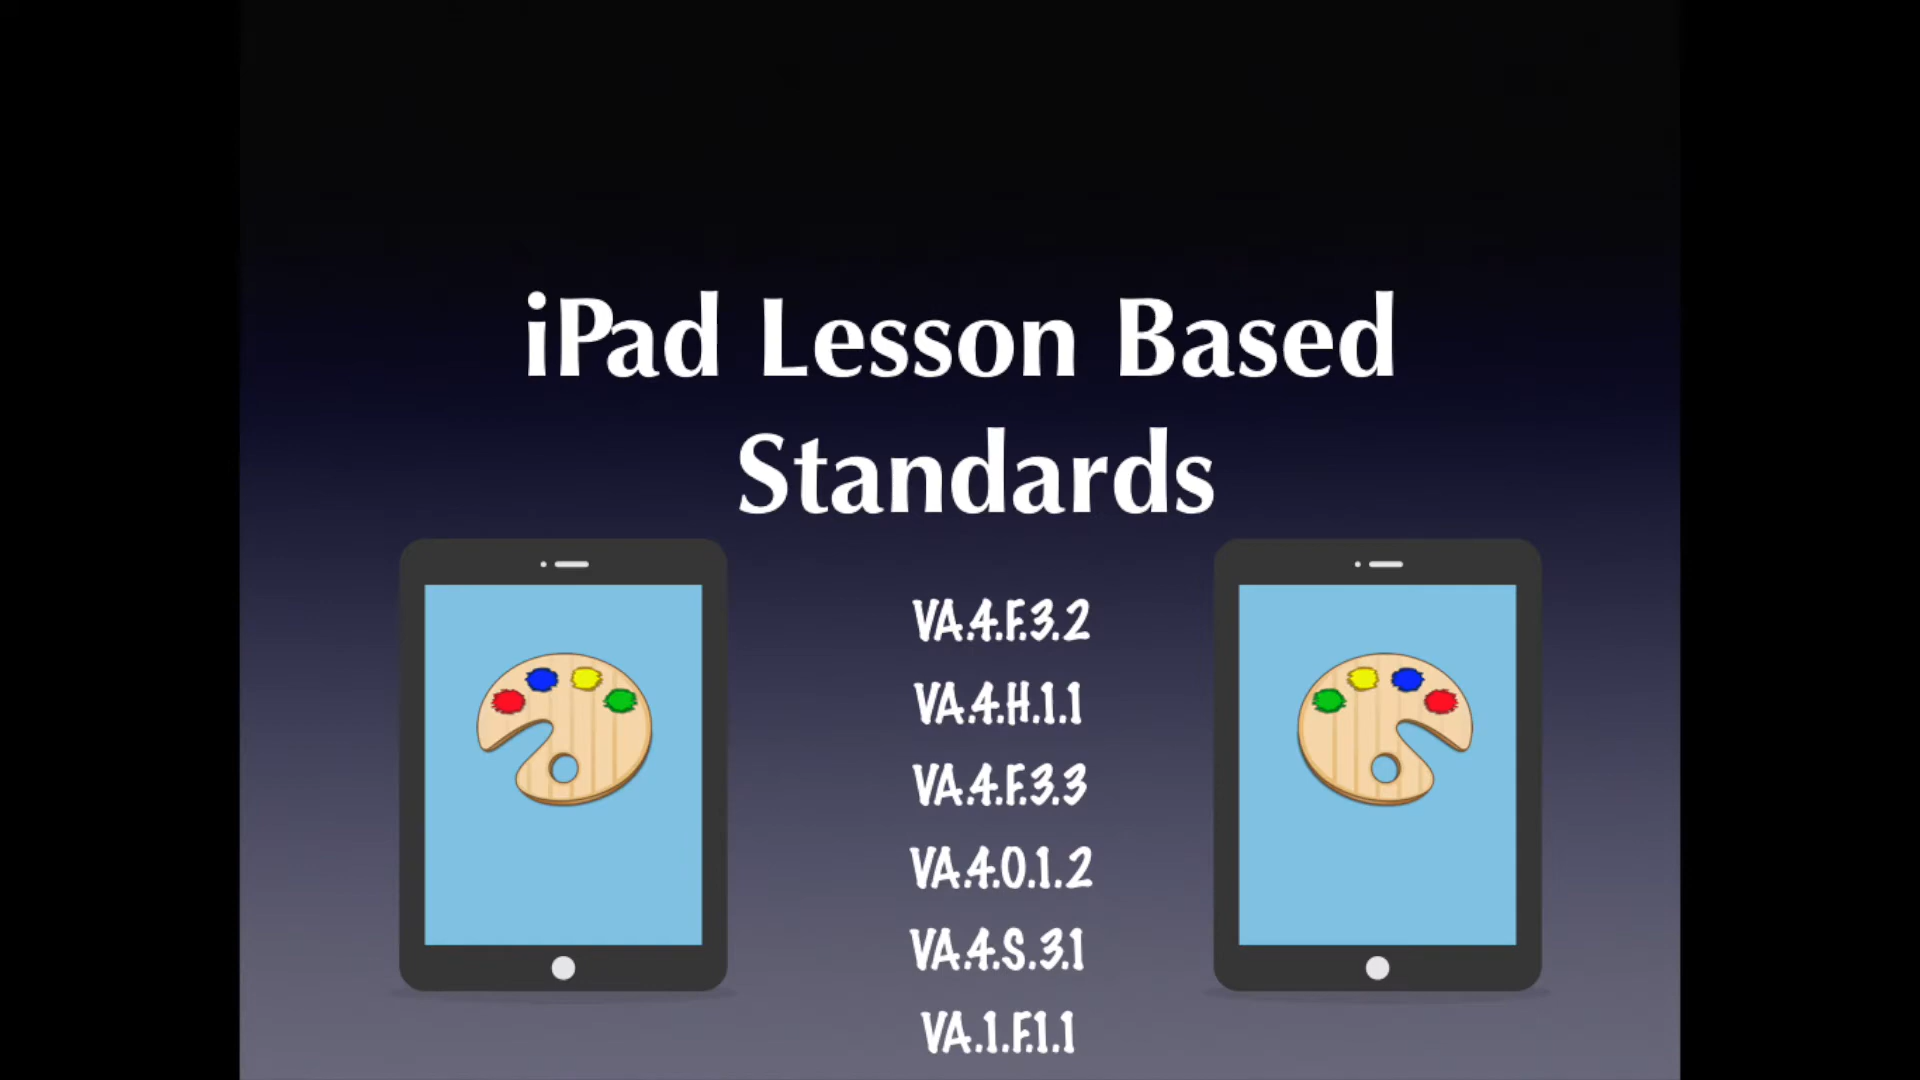 iPad Lesson Based
Standards
VA.4.F.3.2
VA.4.H.1.1
VA.4.F.3.3
VA.4.O.1.2
VA.4.S.3.1
VA.1.F.1.1